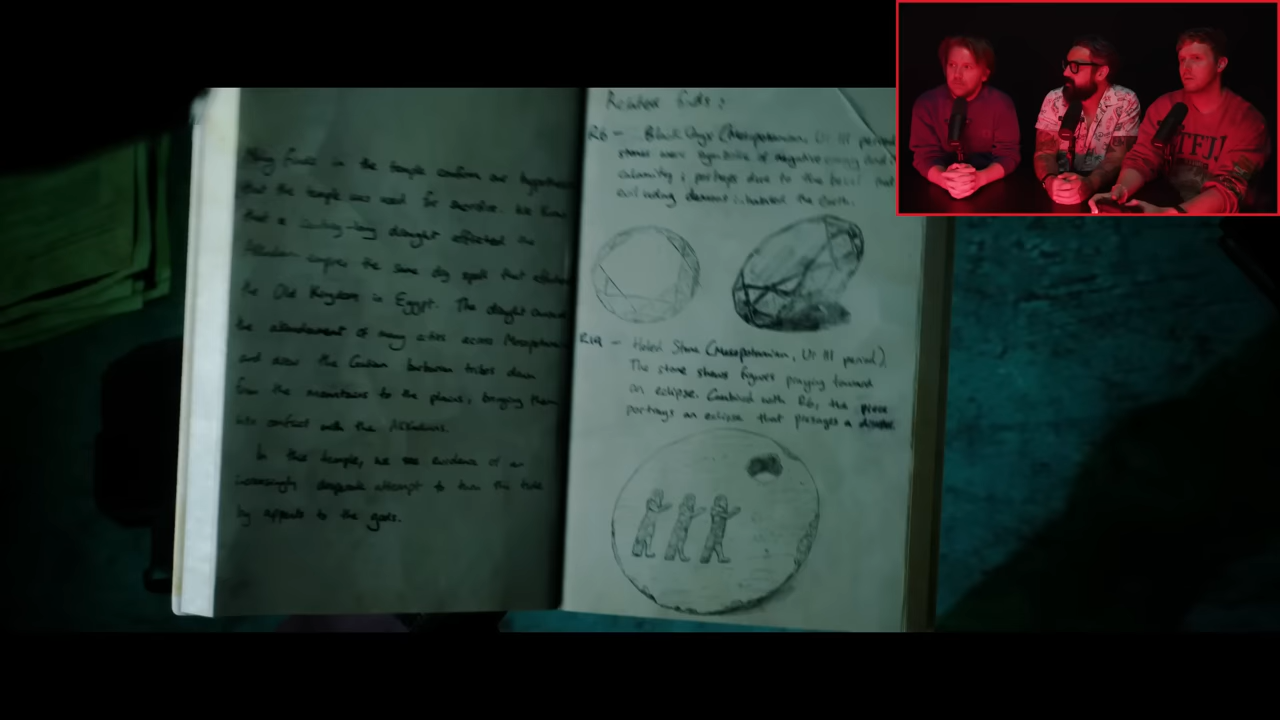 Many finds in the temple confirm our hypothesis
that the temple was used for sacrifice. We know
that a century-long drought afflicted the
Akkadian empire the same dry spell that
the Old Kingdom in Egypt. The drought caused
the abandonment of many cities across
and drew the Gutian barbarian tribes down
from the mountains to the plains, bringing them
into contact with the Akkadians.
In this temple, we see evidence of an
increasingly desperate attempt to turn the tide
by appeals to the gods.
Related finds:
R6 - Black Onyx (Mesopotamian, Ur III period
stones were symbolic of negative energy and
calamity; perhaps due to the belief that
evil wing demons inhabited the earth.
Holed Stone (Mesopotamian, Ur III period).
The stone shows figures praying toward
an eclipse. Combined with R6, the piece
portrays an eclipse that presages a disaster.
TFJ!